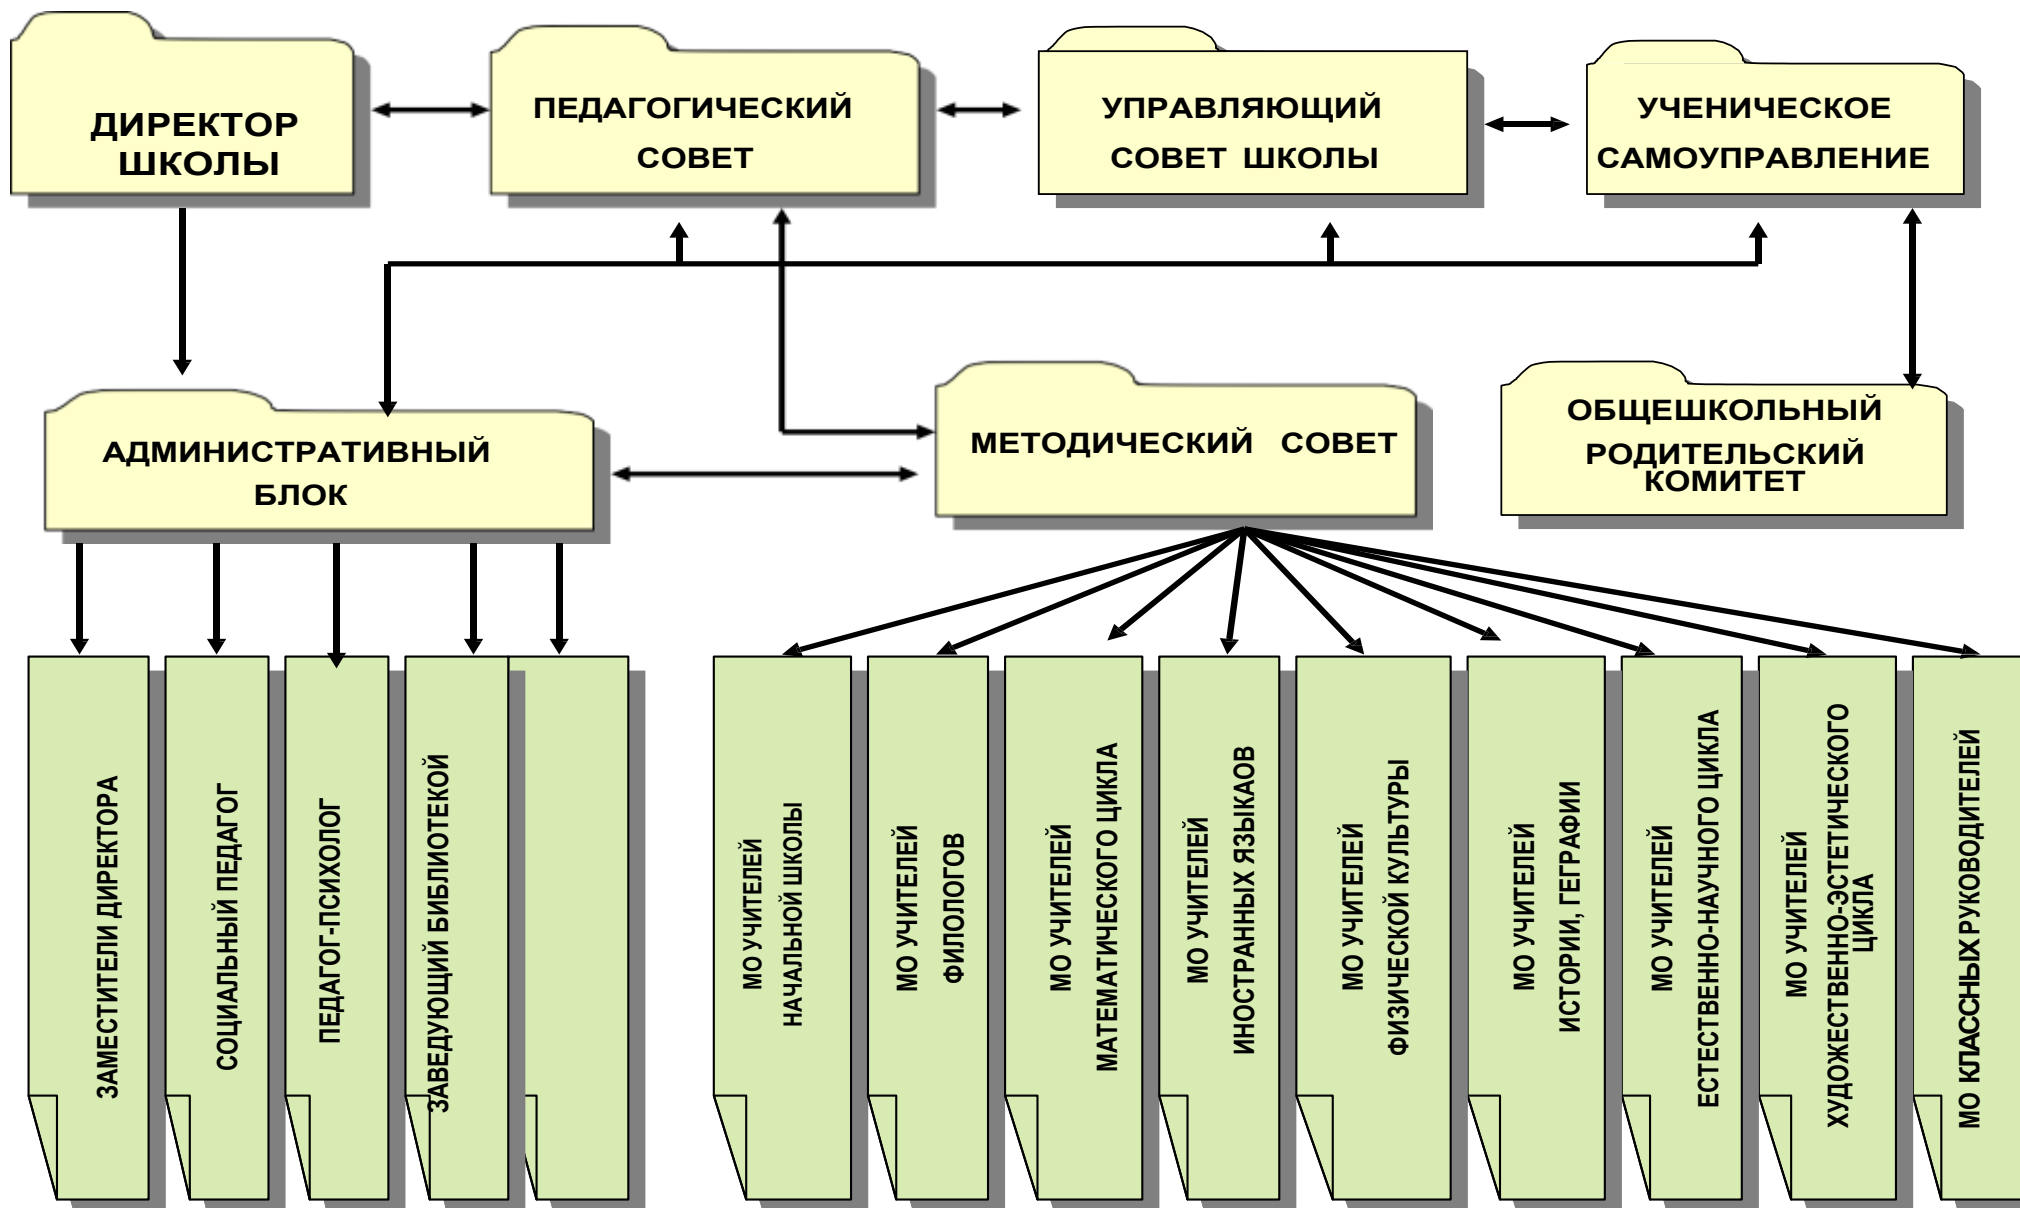 ДИРЕКТОР
ШКОЛЫ
ПЕДАГОГИЧЕСКИЙ
СОВЕТ
УПРАВЛЯЮЩИЙ
СОВЕТ ШКОЛЫ
УЧЕНИЧЕСКОЕ
САМОУПРАВЛЕНИЕ
АДМИНИСТРАТИВНЫЙ
БЛОК
МЕТОДИЧЕСКИЙ СОВЕТ
ОБЩЕШКОЛЬНЫЙ
РОДИТЕЛЬСКИЙ
КОМИТЕТ
ЗАМЕСТИТЕЛИ ДИРЕКТОРА
СОЦИАЛЬНЫЙ ПЕДАГОГ
ПЕДАГОГ-ПСИХОЛОГ
ЗАВЕДУЮЩИЙ БИБЛИОТЕКОЙ
МО УЧИТЕЛЕЙ
НАЧАЛЬНОЙ ШКОЛЫ
МО УЧИТЕЛЕЙ
ФИЛОЛОГОВ
МО УЧИТЕЛЕЙ
МАТЕМАТИЧЕСКОГО ЦИКЛА
МО УЧИТЕЛЕЙ
ИНОСТРАННЫХ ЯЗЫКАОВ
МО УЧИТЕЛЕЙ
ФИЗИЧЕСКОЙ КУЛЬТУРЫ
МО УЧИТЕЛЕЙ
ИСТОРИИ, ГЕГРАФИИ
МО УЧИТЕЛЕЙ
ЕСТЕСТВЕННО-НАУЧНОГО ЦИКЛА
МО УЧИТЕЛЕЙ
ХУДОЖЕСТВЕННО-ЭСТЕТИЧЕСКОГО
ЦИКЛА
МО КЛАССНЫХ РУКОВОДИТЕЛЕЙ